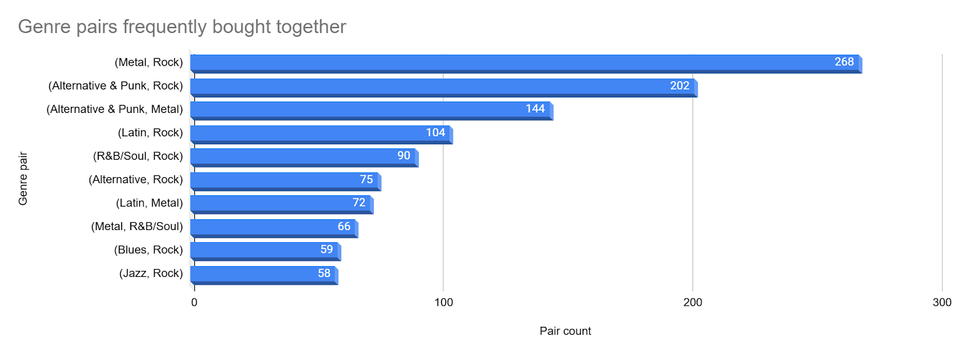 Genre pairs frequently bought together
Genre pair
(Metal, Rock) 268
(Alternative & Punk, Rock) 202
(Alternative & Punk, Metal) 144
(Latin, Rock) 104
(R&B/Soul, Rock) 90
(Alternative, Rock) 75
(Latin, Metal) 72
(Metal, R&B/Soul) 66
(Blues, Rock) 59
(Jazz, Rock) 58
0 100 200 300
Pair count